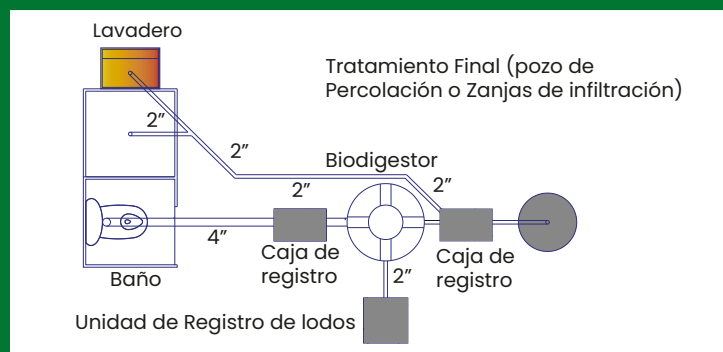 Lavadero
Tratamiento Final (pozo de
Percolación o Zanjas de infiltración)
2”
2”
Biodigestor
2”
2”
4”
Caja de
registro
Caja de
registro
Baño
2”
Unidad de Registro de lodos